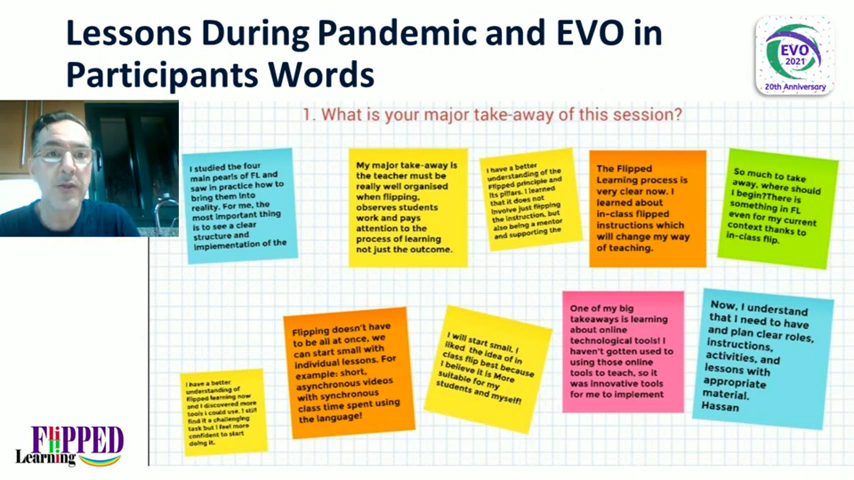 Lessons During Pandemic and EVO in
Participants Words
EVO
2021
20th Anniversary
1. What is your major take-away of this session?
I studied the four
main pearls of FL and
saw in practice how to
bring them into
reality. For me, the
most important thing
is to see a clear
structure and
implementation of the
My major take-away is
the teacher must be
really well organised
when flipping,
observes students
work and pays
attention to the
process of learning
not just the outcome.
I have a better
understanding of the
Flipped principle and
its pillars. I learned
that it does not
involve just flipping
the instruction, but
also being a mentor
and supporting the
The Flipped
Learning process is
very clear now. I
learned about
in-class flipped
instructions which
will change my way
of teaching.
So much to take
away, where should
I begin?There is
something in FL
even for my current
context thanks to
in-class flip.
I have a better
understanding of
flipped learning now
and I discovered more
tools I could use. I still
find it a challenging
task but I feel more
confident to start
doing it.
Flipping doesn't have
to be all at once, we
can start small with
individual lessons. For
example: short,
asynchronous videos
with synchronous
class time spent using
the language!
I will start small. I
liked the idea of in
class flip best because
I believe it is More
suitable for my
students and myself!
One of my big
takeaways is learning
about online
technological tools! I
haven't gotten used to
using those online
tools to teach, so it
was innovative tools
for me to implement
Now, I understand
that I need to have
and plan clear roles,
instructions,
activities, and
lessons with
appropriate
material.
Hassan
FliPPED
Learning